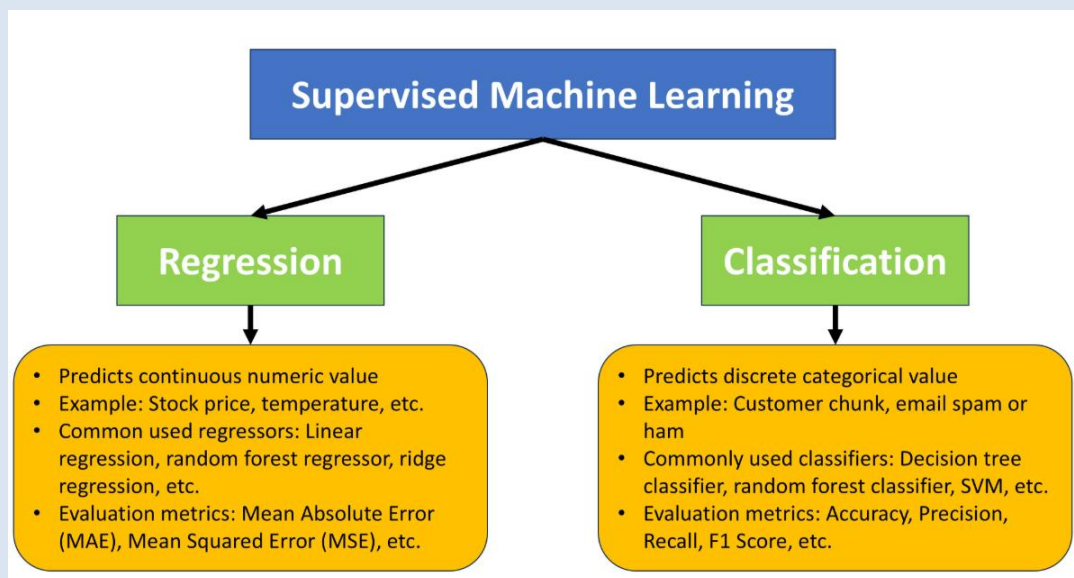 Supervised Machine Learning
Regression
• Predicts continuous numeric value
• Example: Stock price, temperature, etc.
• Common used regressors: Linear
regression, random forest regressor, ridge
regression, etc.
• Evaluation metrics: Mean Absolute Error
(MAE), Mean Squared Error (MSE), etc.
Classification
• Predicts discrete categorical value
• Example: Customer chunk, email spam or
ham
• Commonly used classifiers: Decision tree
classifier, random forest classifier, SVM, etc.
• Evaluation metrics: Accuracy, Precision,
Recall, F1 Score, etc.